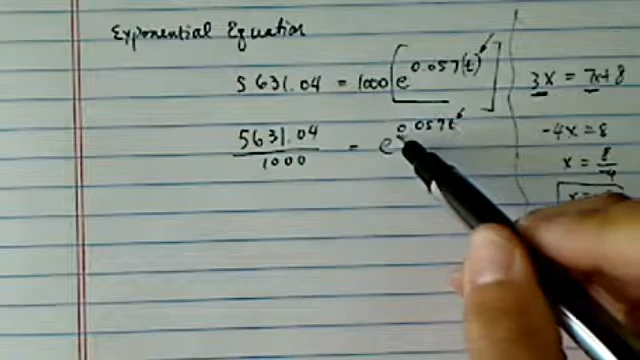 Exponential Equation
5631.04 = 1000 [e^0.057(t)]
5631.04 / 1000 = e^0.057t
3x = 7x+8
-4x = 8
x = 8/-4
x =